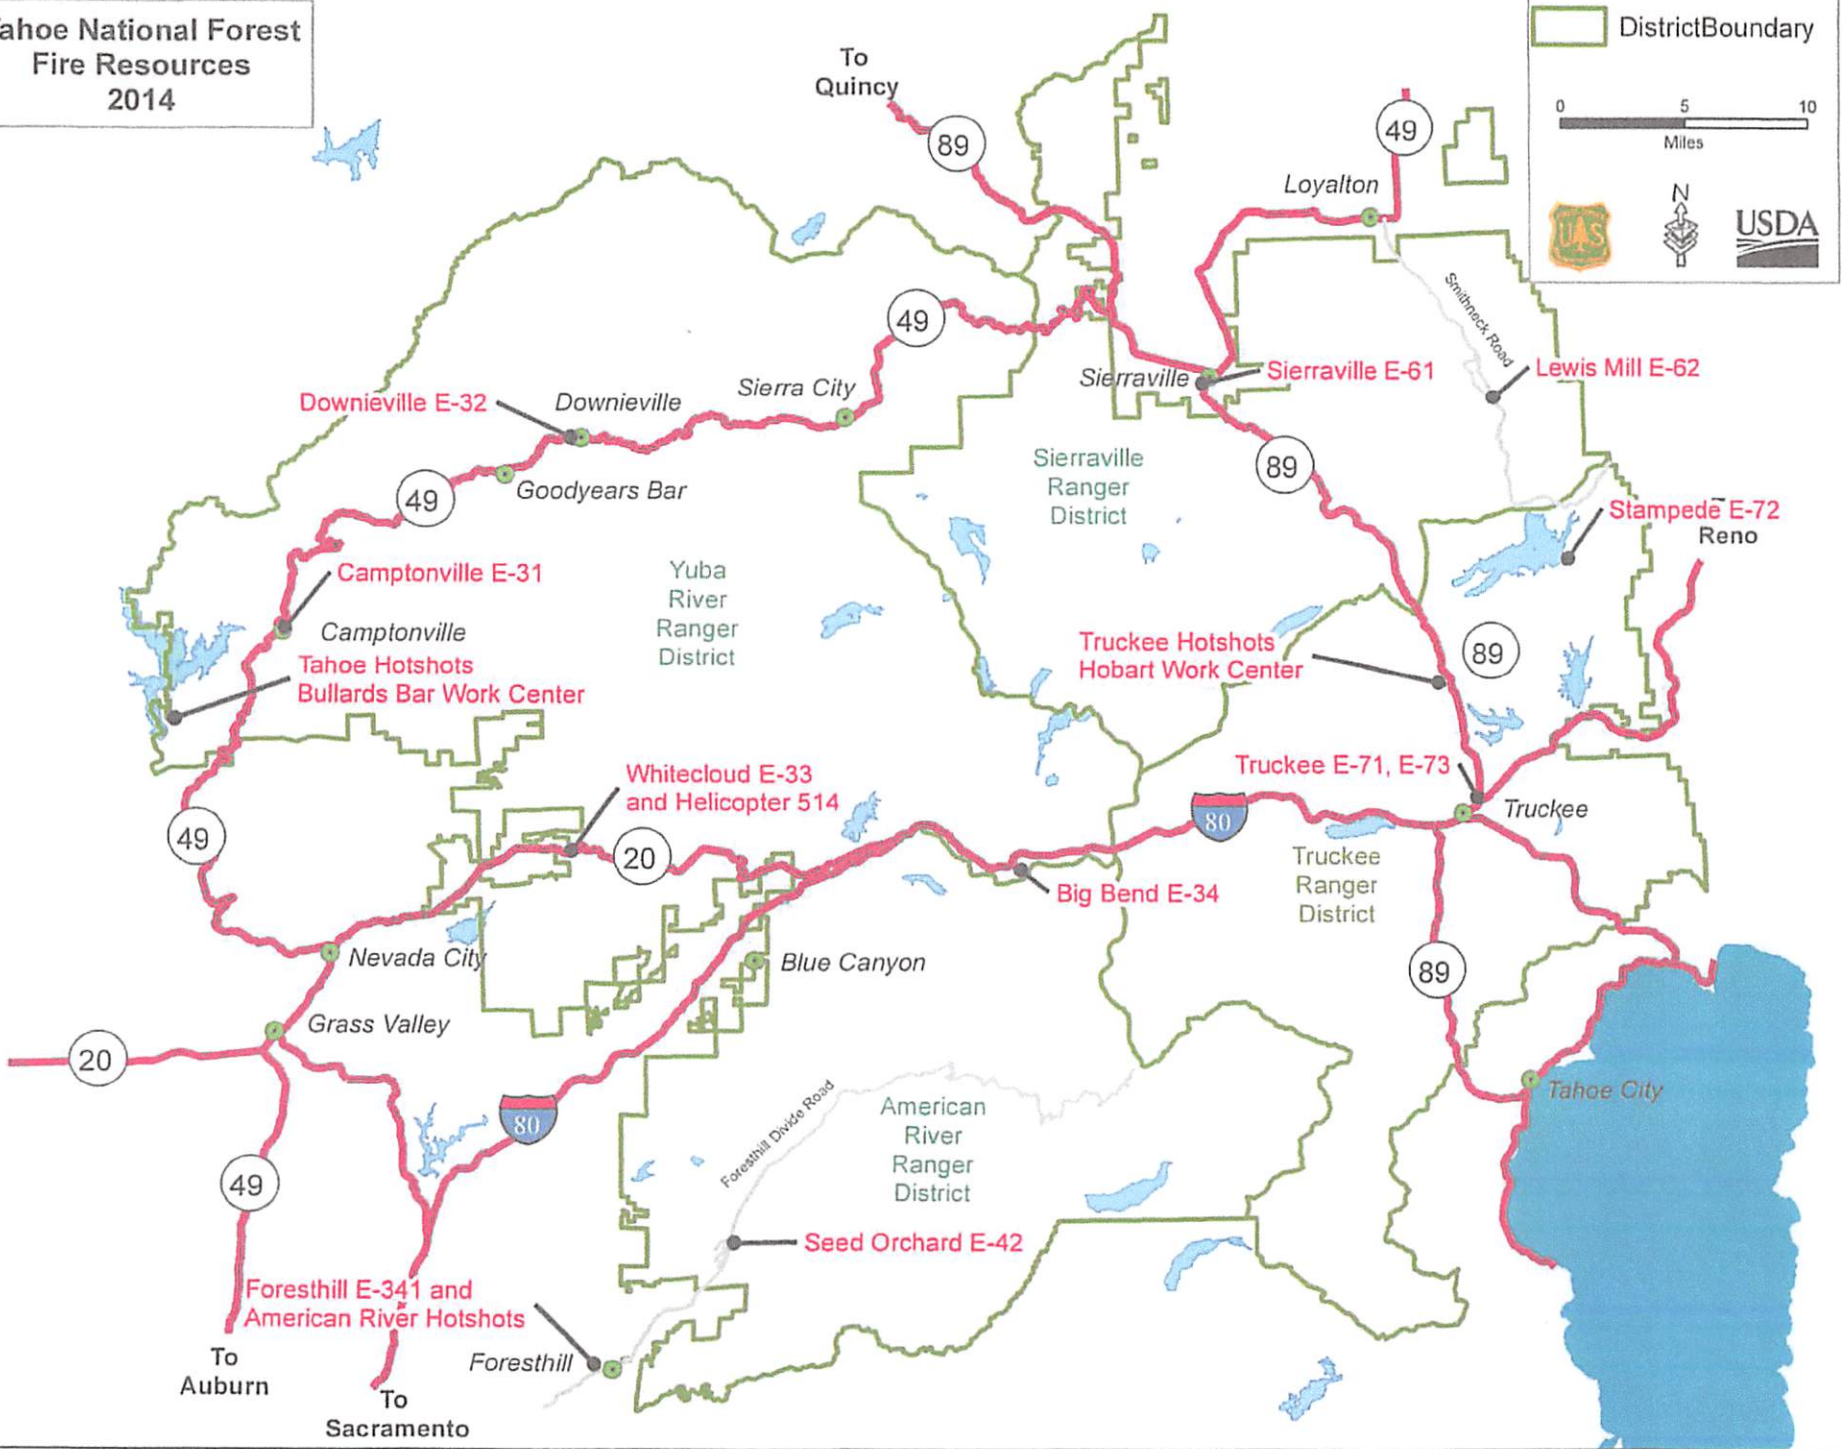 ahoe National Forest
Fire Resources
2014
DistrictBoundary
0 5 10
Miles
N
US
USDA
To
Quincy
89
49
Loyalton
Smithneck Road
49
Sierraville
Sierraville E-61
Lewis Mill E-62
Downieville E-32
Downieville
Sierra City
Goodyears Bar
49
Sierraville
Ranger
District
89
Stampede E-72
Reno
Camptonville E-31
Camptonville
Yuba
River
Ranger
District
Tahoe Hotshots
Bullards Bar Work Center
Truckee Hotshots
Hobart Work Center
89
Whitecloud E-33
and Helicopter 514
Truckee E-71, E-73
Truckee
49
20
80
Truckee
Ranger
District
Big Bend E-34
Nevada City
Blue Canyon
89
Grass Valley
20
80
Foresthill Divide Road
American
River
Ranger
District
Tahoe City
49
Seed Orchard E-42
Foresthill E-341 and
American River Hotshots
Foresthill
To
Auburn
To
Sacramento